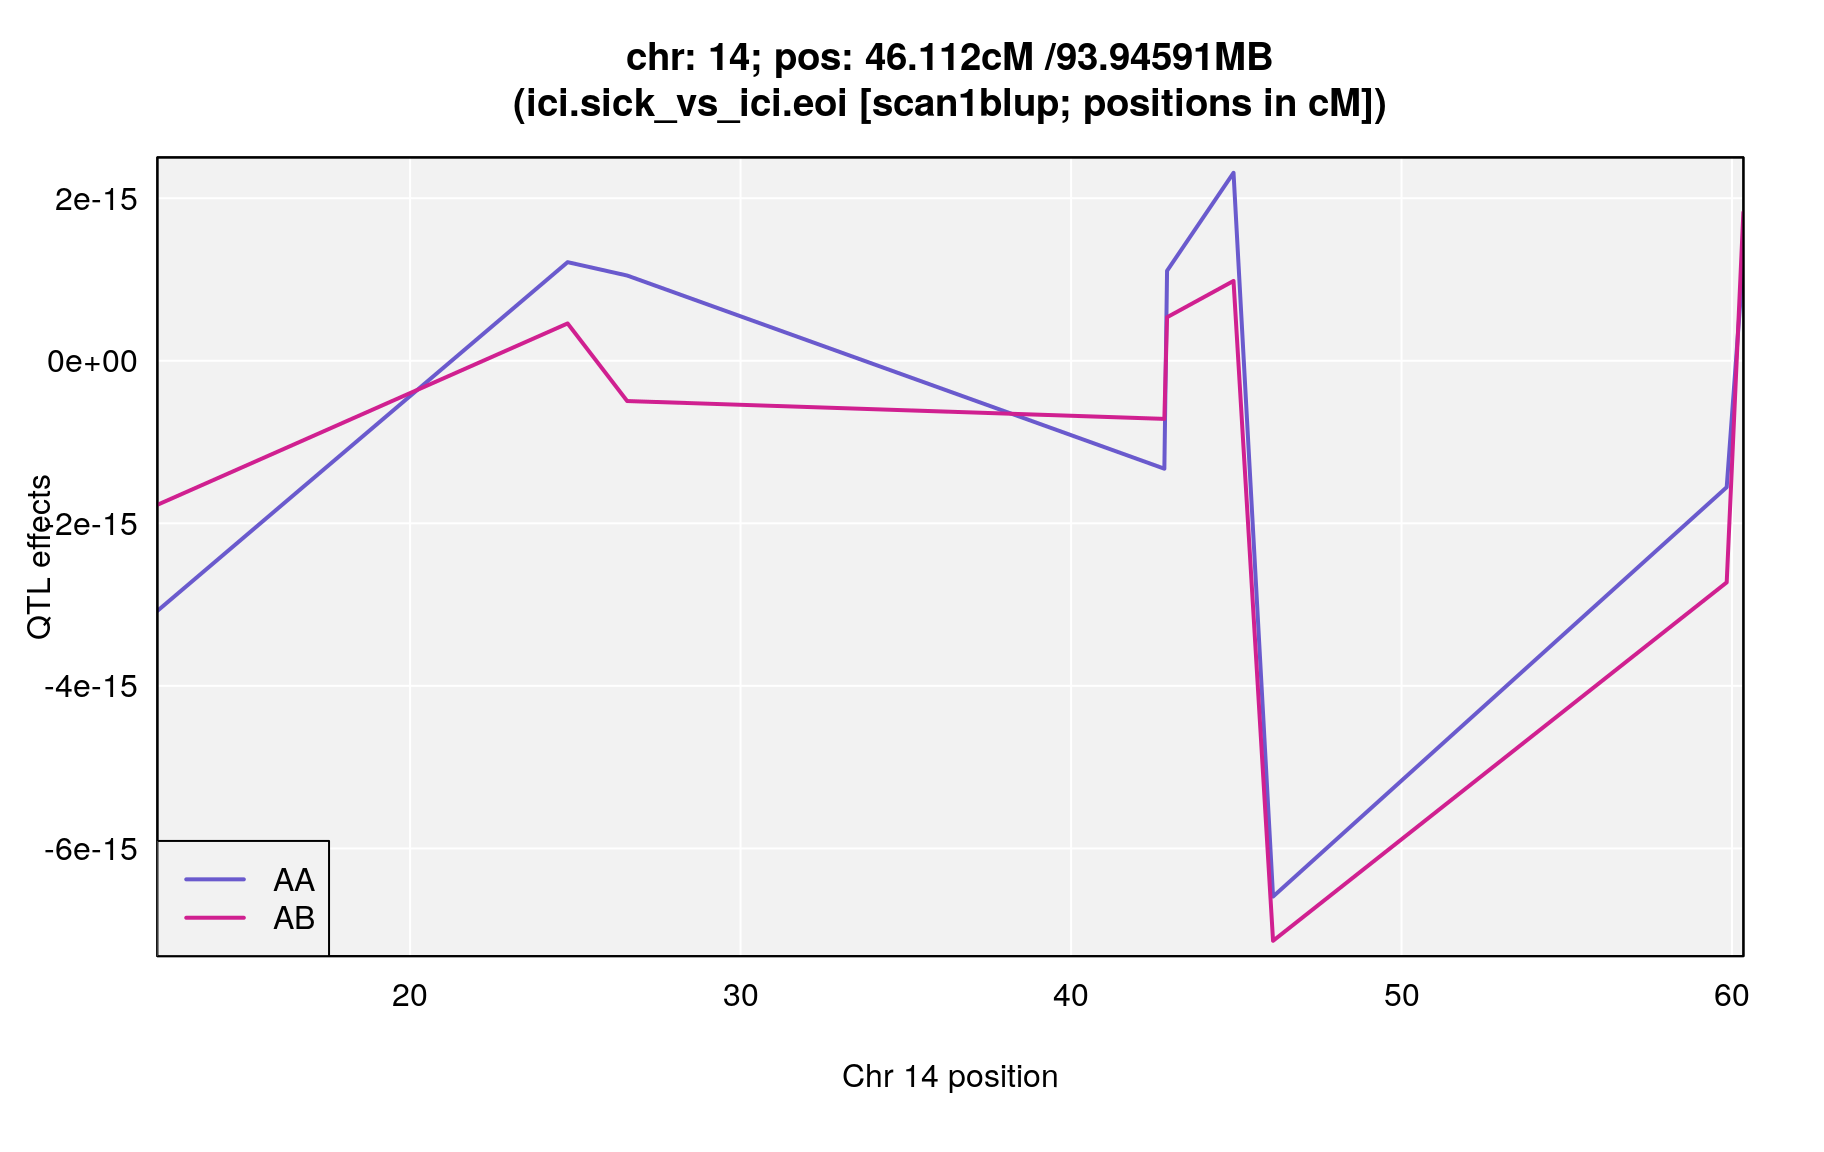 chr: 14; pos: 46.112cM /93.94591MB
(ici.sick_vs_ici.eoi [scan1blup; positions in cM])
QTL effects
2e-15
0e+00
-2e-15
-4e-15
-6e-15
AA
AB
20 30 40 50 60
Chr 14 position